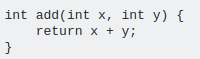 int add(int x, int y) {
    return x + y;
}